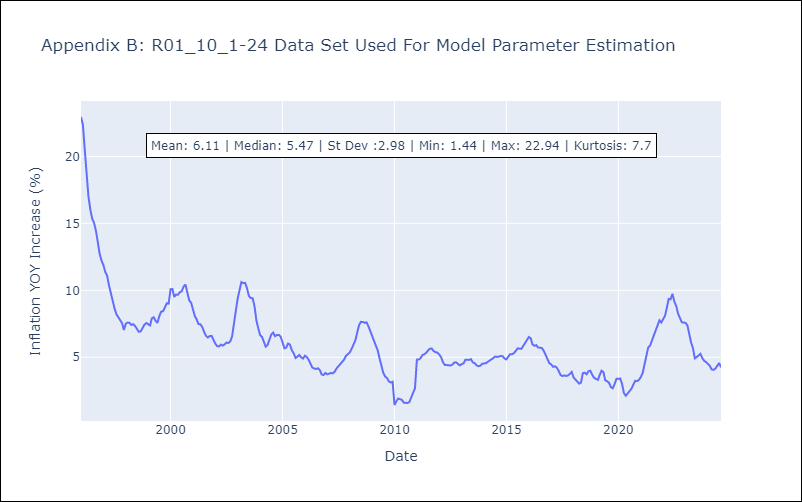 Appendix B: R01_10_1-24 Data Set Used For Model Parameter Estimation
Mean: 6.11 | Median: 5.47 | St Dev :2.98 | Min: 1.44 | Max: 22.94 | Kurtosis: 7.7
Inflation YOY Increase (%)
20
15
10
5
2000
2005
2010
2015
2020
Date